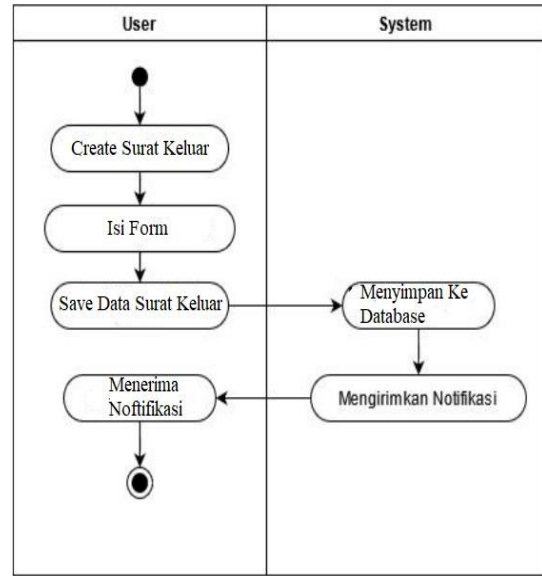 User
System
Create Surat Keluar
Isi Form
Save Data Surat Keluar
Menyimpan Ke
Database
Mengirimkan Notifikasi
Menerima
Noftifikasi